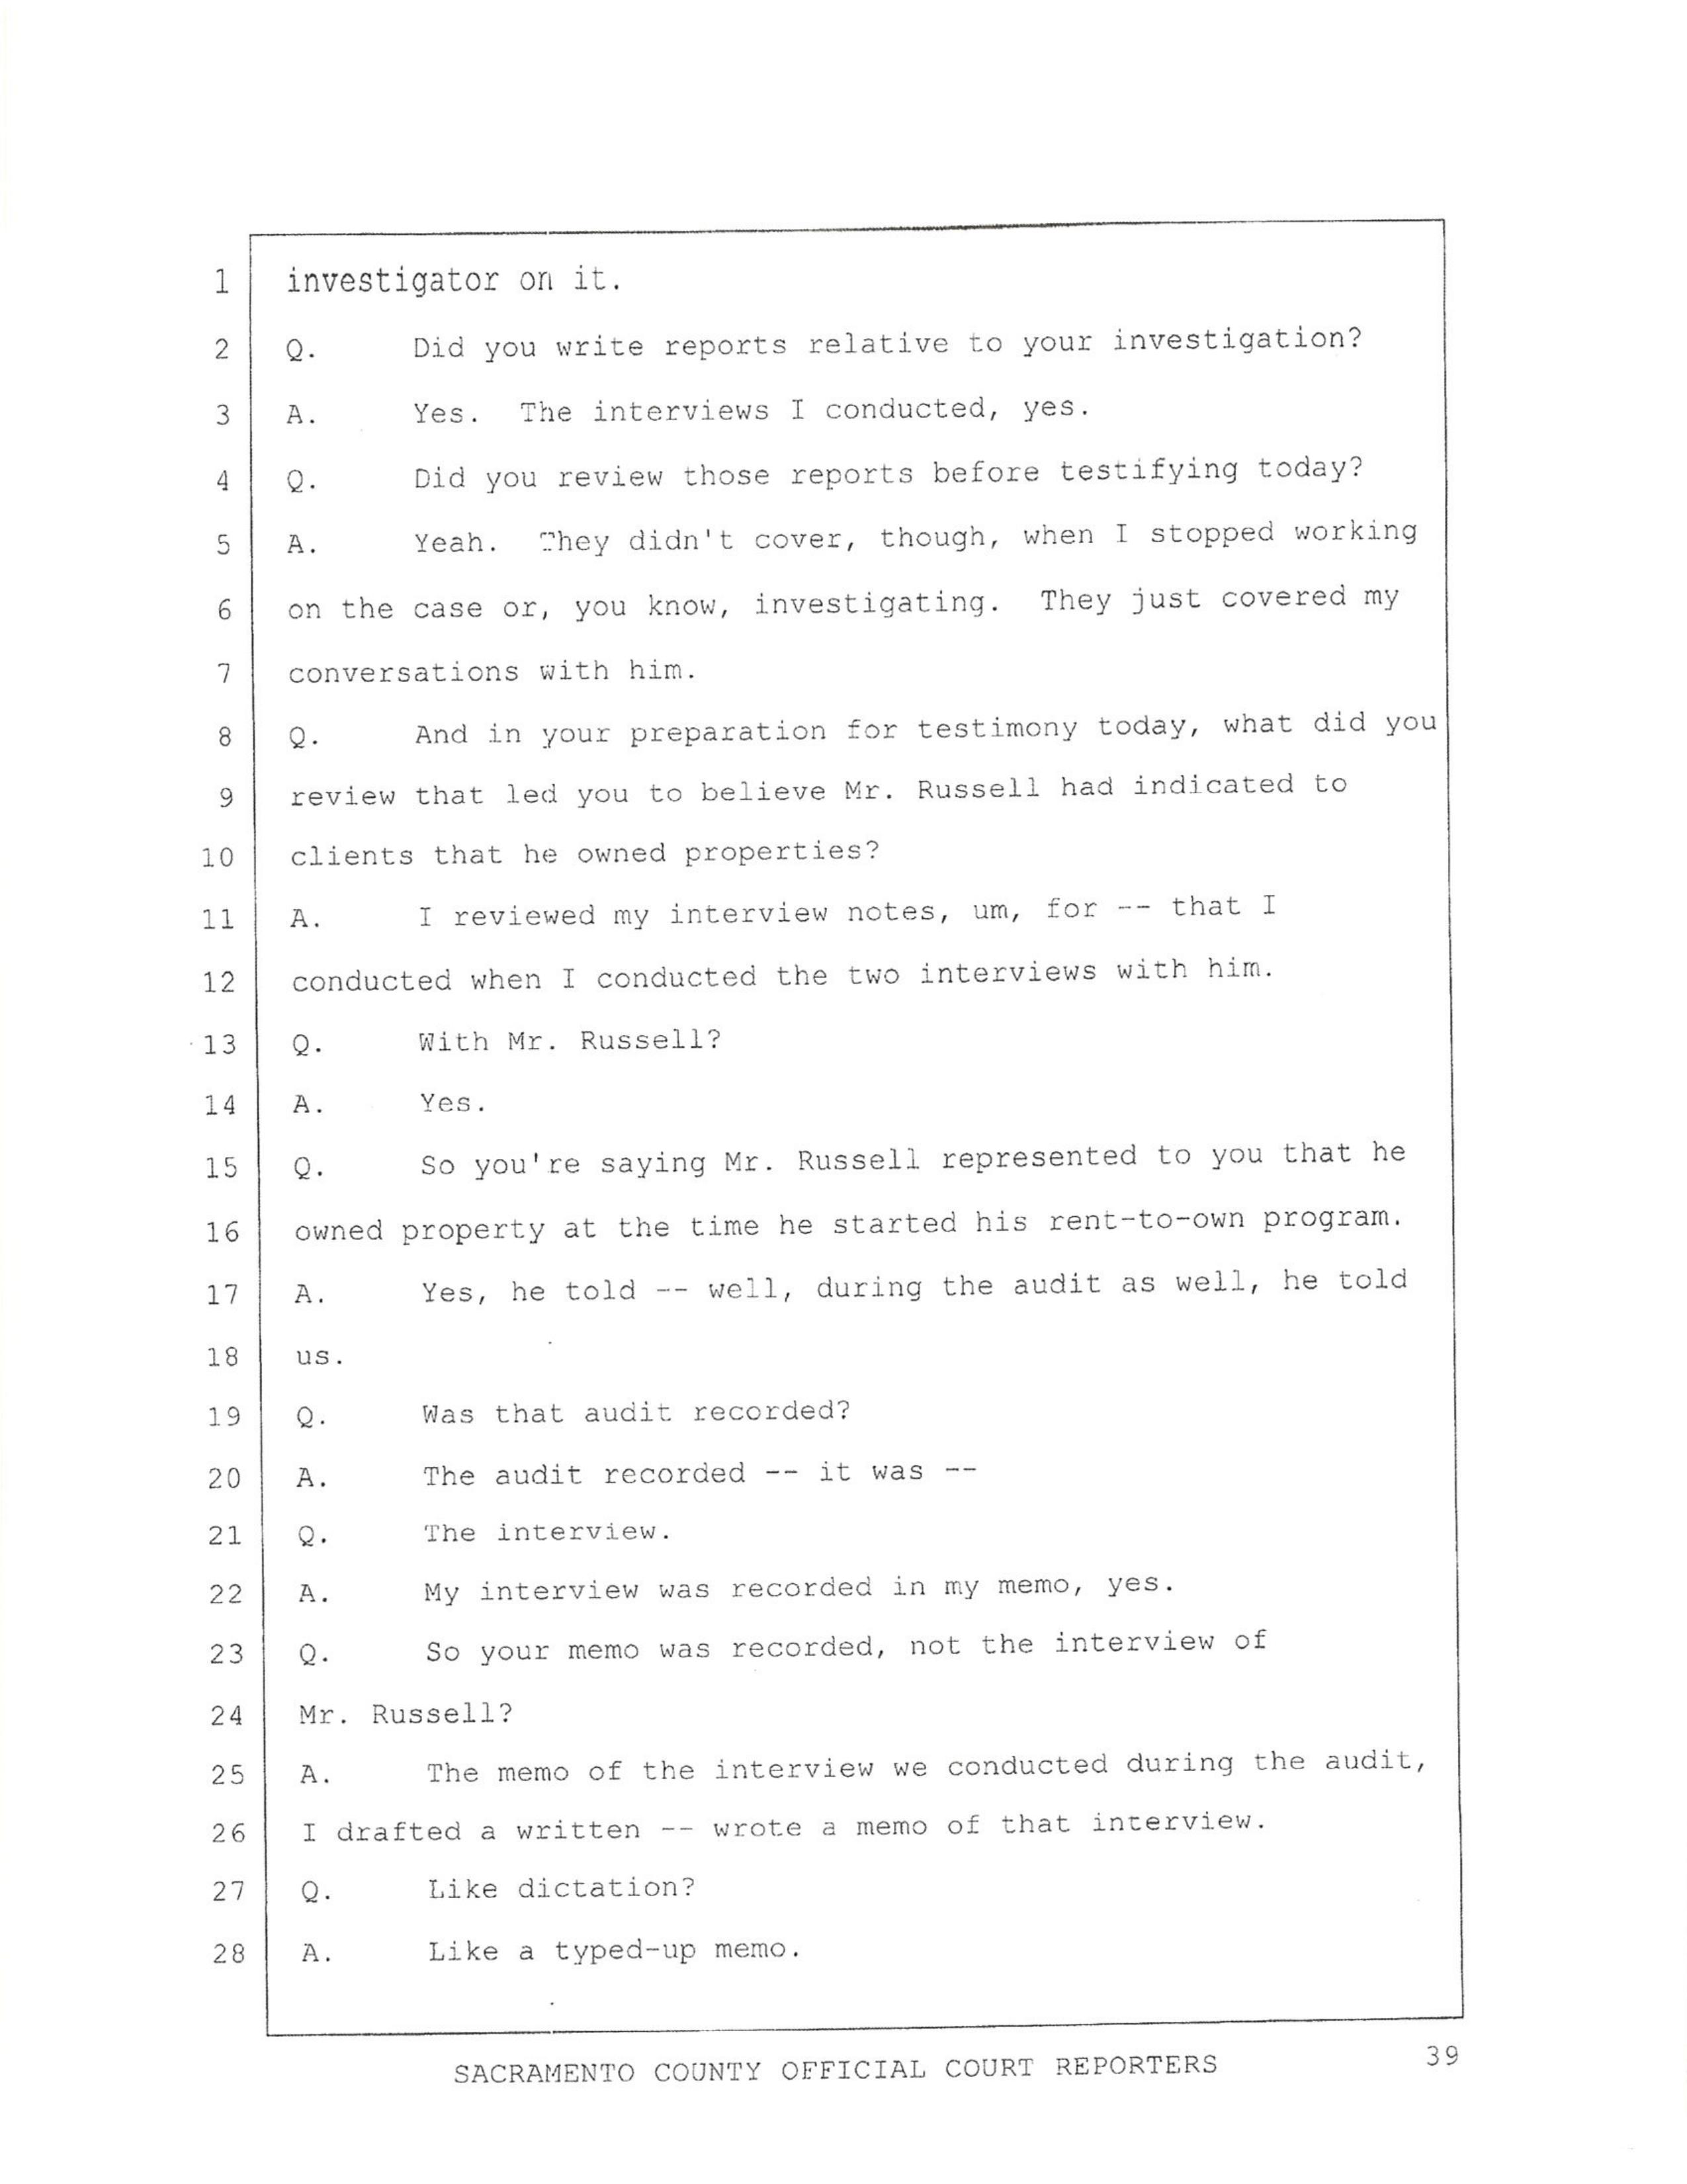 1 investigator on it.
2 Q. Did you write reports relative to your investigation?
3 A. Yes. The interviews I conducted, yes.
4 Q. Did you review those reports before testifying today?
5 A. Yeah. They didn't cover, though, when I stopped working
6 on the case or, you know, investigating. They just covered my
7 conversations with him.
8 Q. And in your preparation for testimony today, what did you
9 review that led you to believe Mr. Russell had indicated to
10 clients that he owned properties?
11 A. I reviewed my interview notes, um, for -- that I
12 conducted when I conducted the two interviews with him.
13 Q. With Mr. Russell?
14 A. Yes.
15 Q. So you're saying Mr. Russell represented to you that he
16 owned property at the time he started his rent-to-own program.
17 A. Yes, he told -- well, during the audit as well, he told
18 us.
19 Q. Was that audit recorded?
20 A. The audit recorded -- it was --
21 Q. The interview.
22 A. My interview was recorded in my memo, yes.
23 Q. So your memo was recorded, not the interview of
24 Mr. Russell?
25 A. The memo of the interview we conducted during the audit,
26 I drafted a written -- wrote a memo of that interview.
27 Q. Like dictation?
28 A. Like a typed-up memo.
SACRAMENTO COUNTY OFFICIAL COURT REPORTERS 39